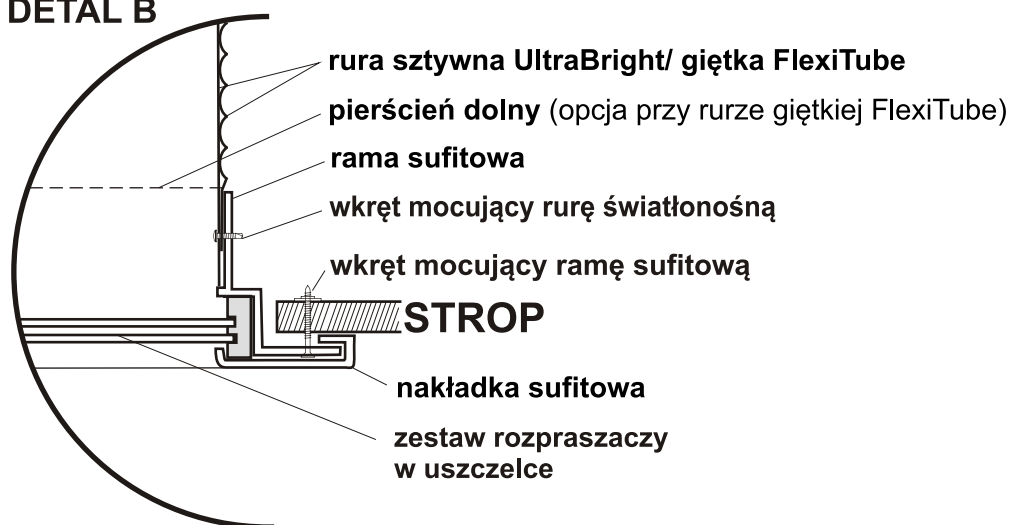 DETAL B
rura sztywna UltraBright/ giętka FlexiTube
pierścień dolny (opcja przy rurze giętkiej FlexiTube)
rama sufitowa
wkręt mocujący rurę światłonośną
wkręt mocujący ramę sufitową
STROP
nakładka sufitowa
zestaw rozpraszaczy
w uszczelce